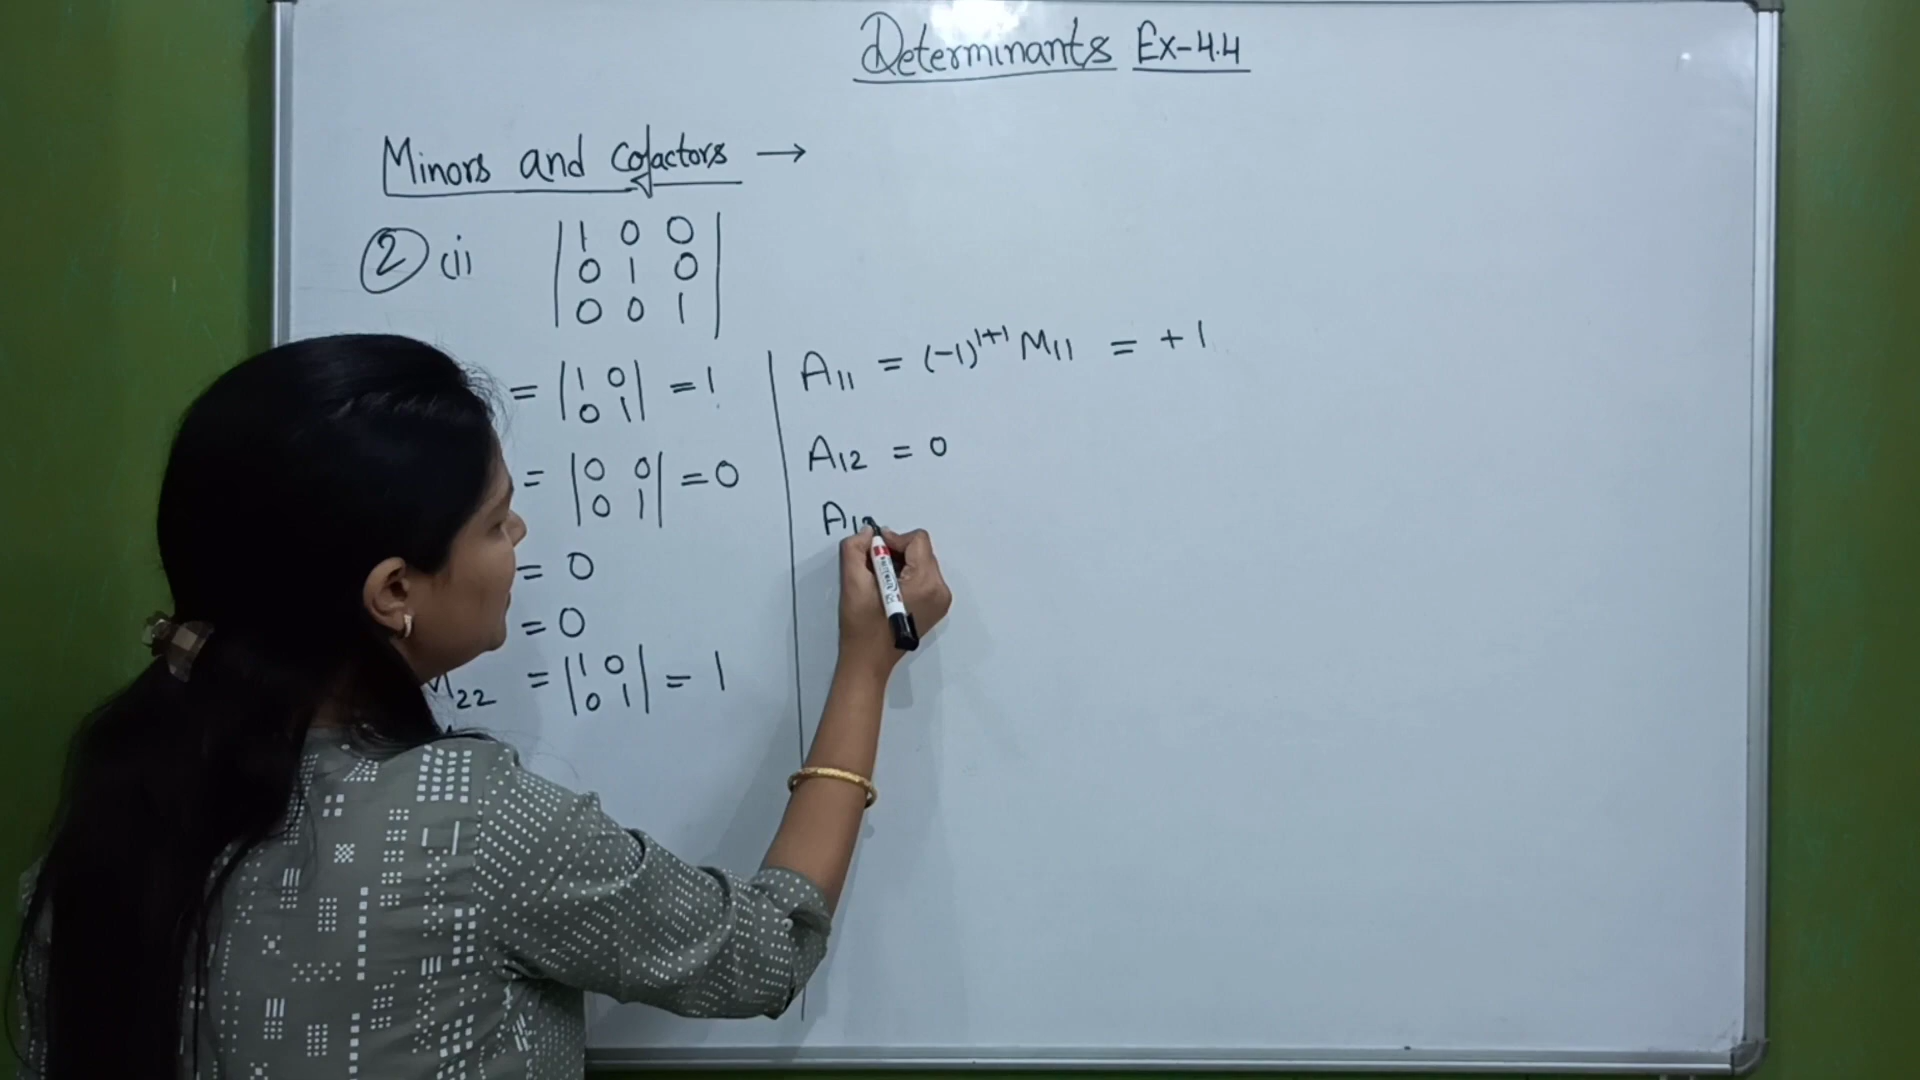 Determinants Ex-4.4
Minors and Cofactors →
2 (i) | 1 0 0 |
| 0 1 0 |
| 0 0 1 |
= | 1 0 | = 1
| 0 1 |
= | 0 0 | = 0
| 0 1 |
= 0
= 0
M22 = | 1 0 | = 1
| 0 1 |
A11 = (-1)^1+1 M11 = +1
A12 = 0
A1